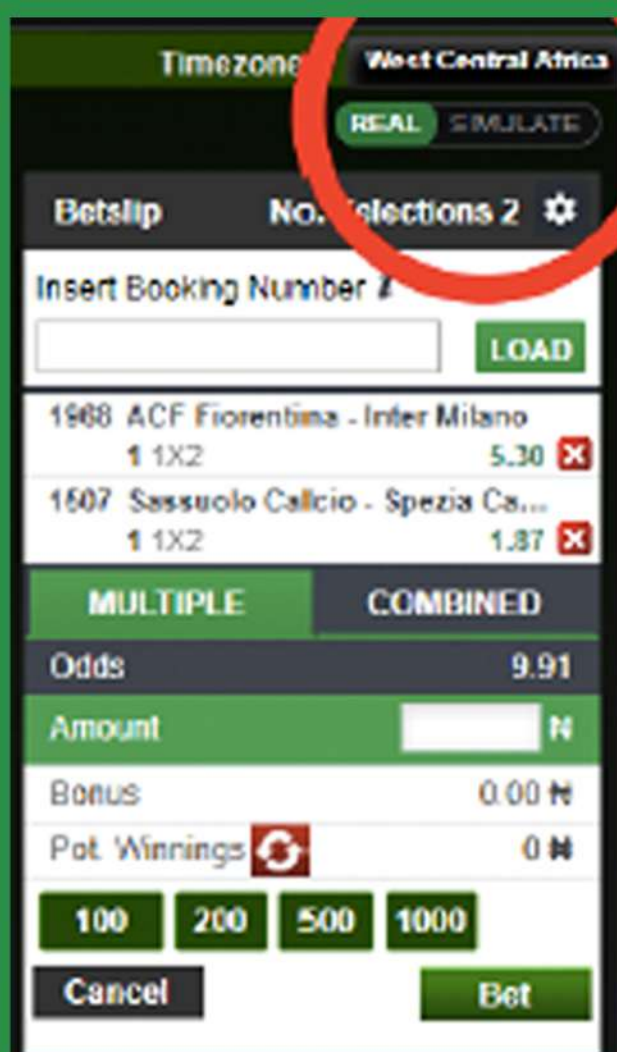 Timezone West Central Africa
REAL SIMULATE
Betslip No. Selections 2
Insert Booking Number
LOAD
1968 ACF Fiorentina - Inter Milano
1 1X2 5.30
1507 Sassuolo Calcio - Spezia Ca...
1 1X2 1.87
MULTIPLE COMBINED
Odds 9.91
Amount ₦
Bonus 0.00 ₦
Pot. Winnings 0 ₦
100 200 500 1000
Cancel Bet